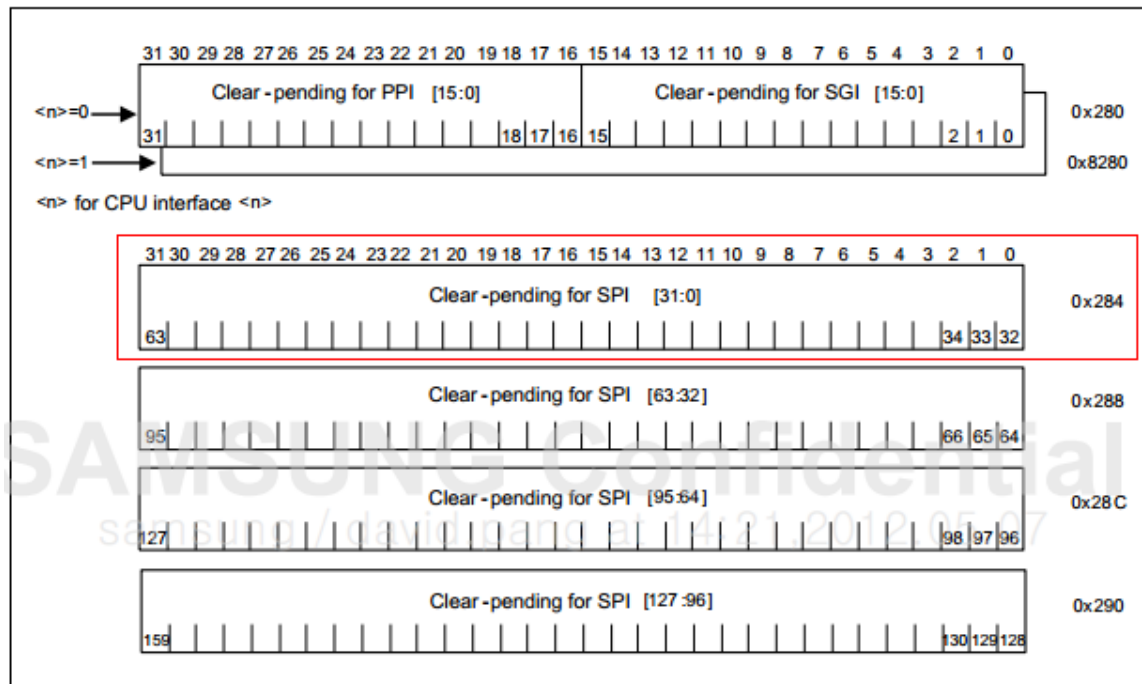 31 30 29 28 27 26 25 24 23 22 21 20 19 18 17 16 15 14 13 12 11 10 9 8 7 6 5 4 3 2 1 0
Clear-pending for PPI [15:0] Clear-pending for SGI [15:0]
<n>=0 0x280
31 18 17 16 15 2 1 0
<n>=1 0x8280
<n> for CPU interface <n>
31 30 29 28 27 26 25 24 23 22 21 20 19 18 17 16 15 14 13 12 11 10 9 8 7 6 5 4 3 2 1 0
Clear-pending for SPI [31:0] 0x284
63 34 33 32
Clear-pending for SPI [63:32] 0x288
95 66 65 64
SAMSUNG Confidential
Clear-pending for SPI [95:64] 0x28C
samsung / david.pang at 14:21,2012.05.07
127 98 97 96
Clear-pending for SPI [127:96] 0x290
159 130 129 128